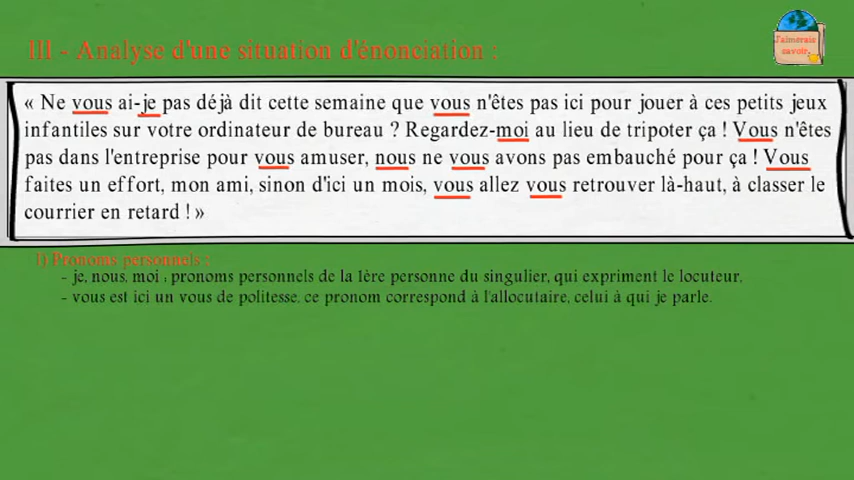 III - Analyse d'une situation d'énonciation :
J'aimerais
savoir
« Ne vous ai-je pas déjà dit cette semaine que vous n'êtes pas ici pour jouer à ces petits jeux
infantiles sur votre ordinateur de bureau ? Regardez-moi au lieu de tripoter ça ! Vous n'êtes
pas dans l'entreprise pour vous amuser, nous ne vous avons pas embauché pour ça ! Vous
faites un effort, mon ami, sinon d'ici un mois, vous allez vous retrouver là-haut, à classer le
courrier en retard ! »
1) Pronoms personnels :
- je, nous, moi : pronoms personnels de la 1ère personne du singulier, qui expriment le locuteur.
- vous est ici un vous de politesse, ce pronom correspond à l'allocutaire, celui à qui je parle.